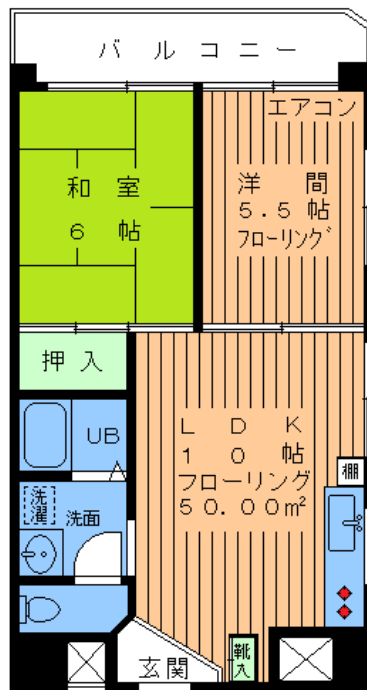 バルコニー
エアコン
和室
6帖
洋間
5.5帖
フローリング
押入
LDK
10帖
フローリング
50.00m²
UB
棚
洗濯
洗面
靴入
玄関